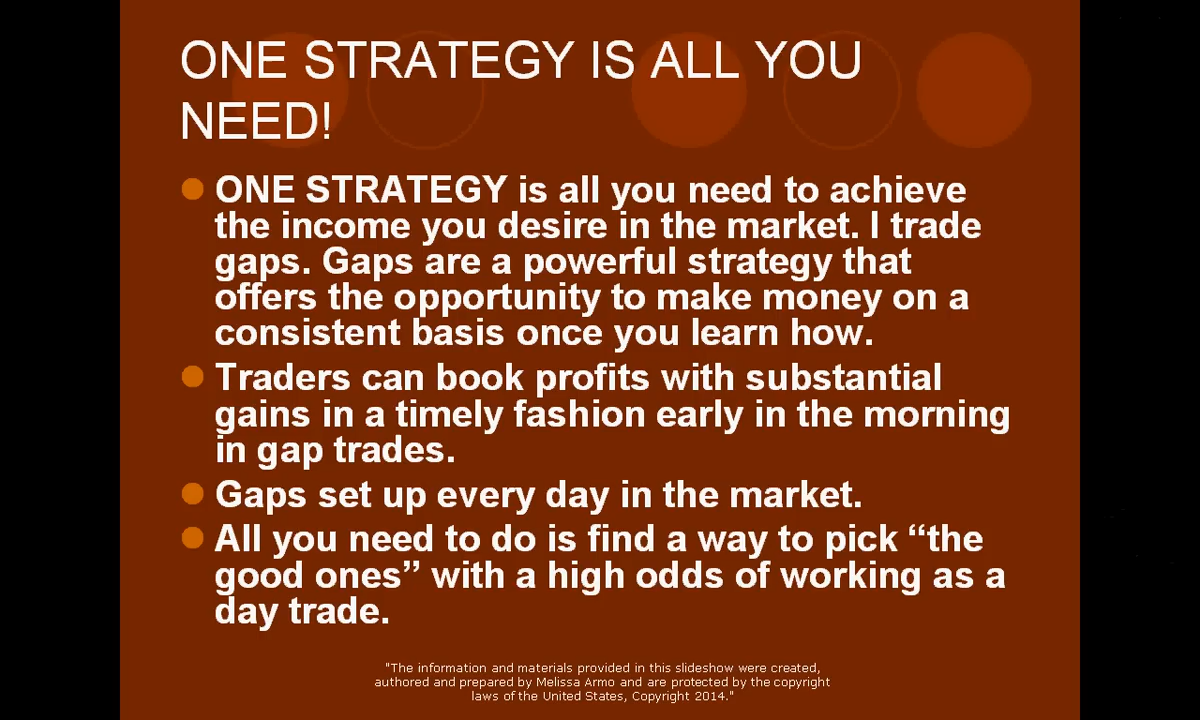 ONE STRATEGY IS ALL YOU
NEED!
ONE STRATEGY is all you need to achieve
the income you desire in the market. I trade
gaps. Gaps are a powerful strategy that
offers the opportunity to make money on a
consistent basis once you learn how.
Traders can book profits with substantial
gains in a timely fashion early in the morning
in gap trades.
Gaps set up every day in the market.
All you need to do is find a way to pick “the
good ones” with a high odds of working as a
day trade.
"The information and materials provided in this slideshow were created,
authored and prepared by Melissa Armo and are protected by the copyright
laws of the United States, Copyright 2014."